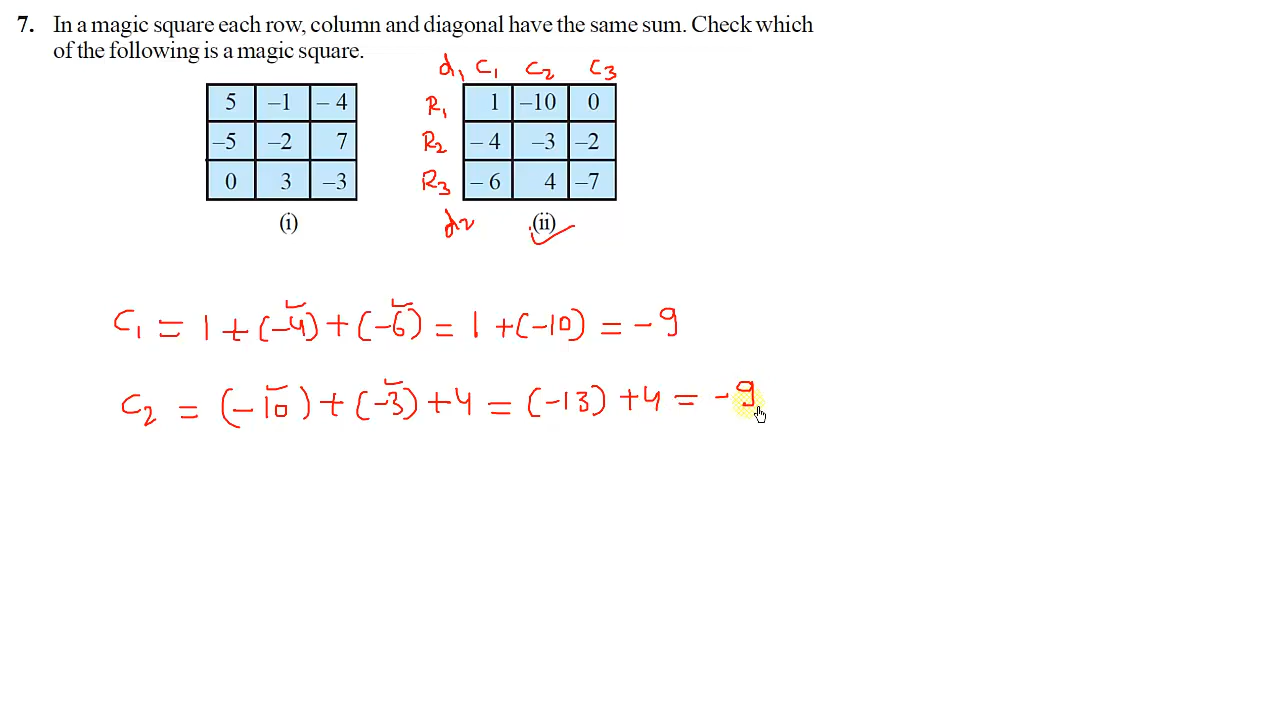 7. In a magic square each row, column and diagonal have the same sum. Check which
of the following is a magic square.
d₁ C₁ C₂ C₃
5 –1 – 4
R₁ 1 –10 0
–5 –2 7
R₂ – 4 –3 –2
0 3 –3
R₃ – 6 4 –7
(i)
d₂ (ii)
C₁ = 1 + (-4) + (-6) = 1 + (-10) = -9
C₂ = (-10) + (-3) + 4 = (-13) + 4 = -9